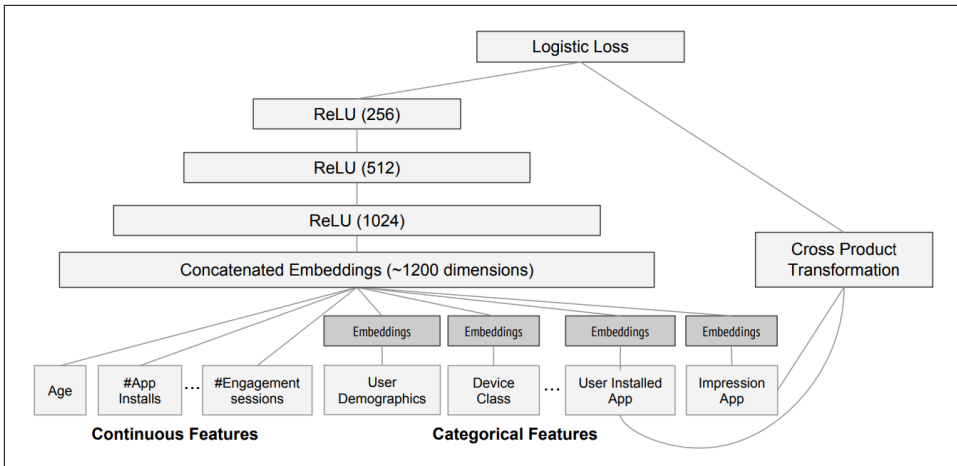 Logistic Loss
ReLU (256)
ReLU (512)
ReLU (1024)
Cross Product
Transformation
Concatenated Embeddings (~1200 dimensions)
Embeddings
Embeddings
Embeddings
Embeddings
Age
#App
Installs
...
#Engagement
sessions
User
Demographics
Device
Class
...
User Installed
App
Impression
App
Continuous Features
Categorical Features